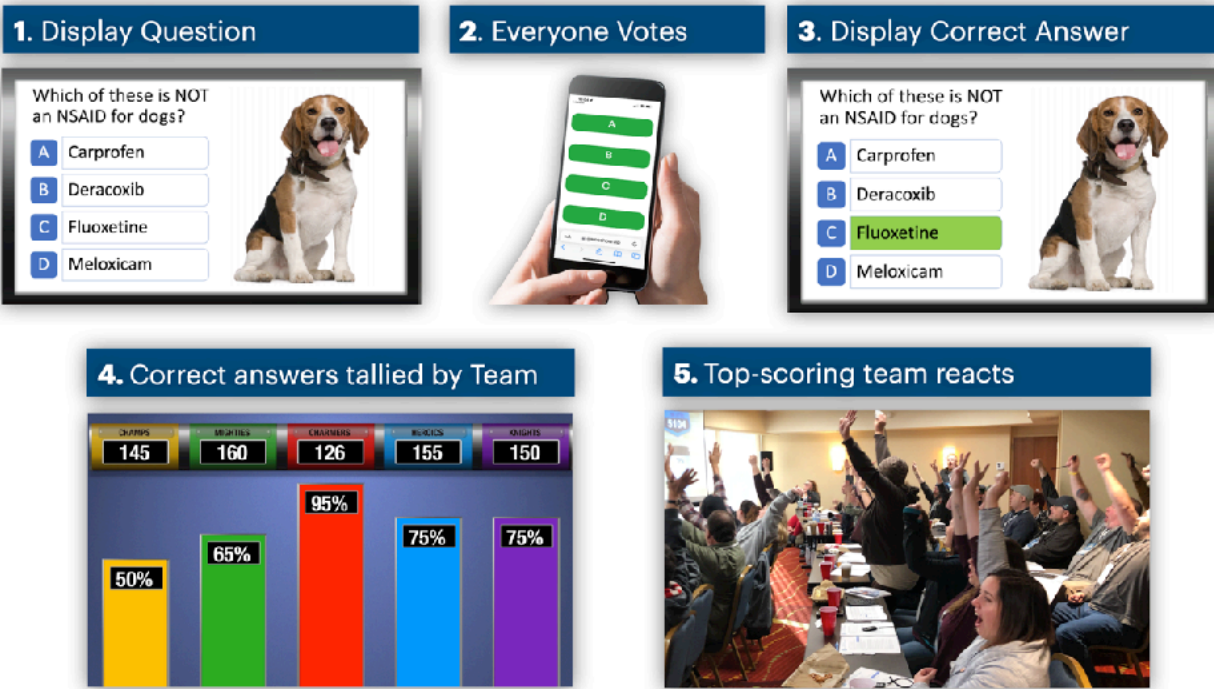 1. Display Question
2. Everyone Votes
3. Display Correct Answer
Which of these is NOT
an NSAID for dogs?
A Carprofen
B Deracoxib
C Fluoxetine
D Meloxicam
A
B
C
D
Which of these is NOT
an NSAID for dogs?
A Carprofen
B Deracoxib
C Fluoxetine
D Meloxicam
4. Correct answers tallied by Team
5. Top-scoring team reacts
CHAMPS MIGHTIES CHARMERS HEROICS KNIGHTS
145 160 126 155 150
50% 65% 95% 75% 75%